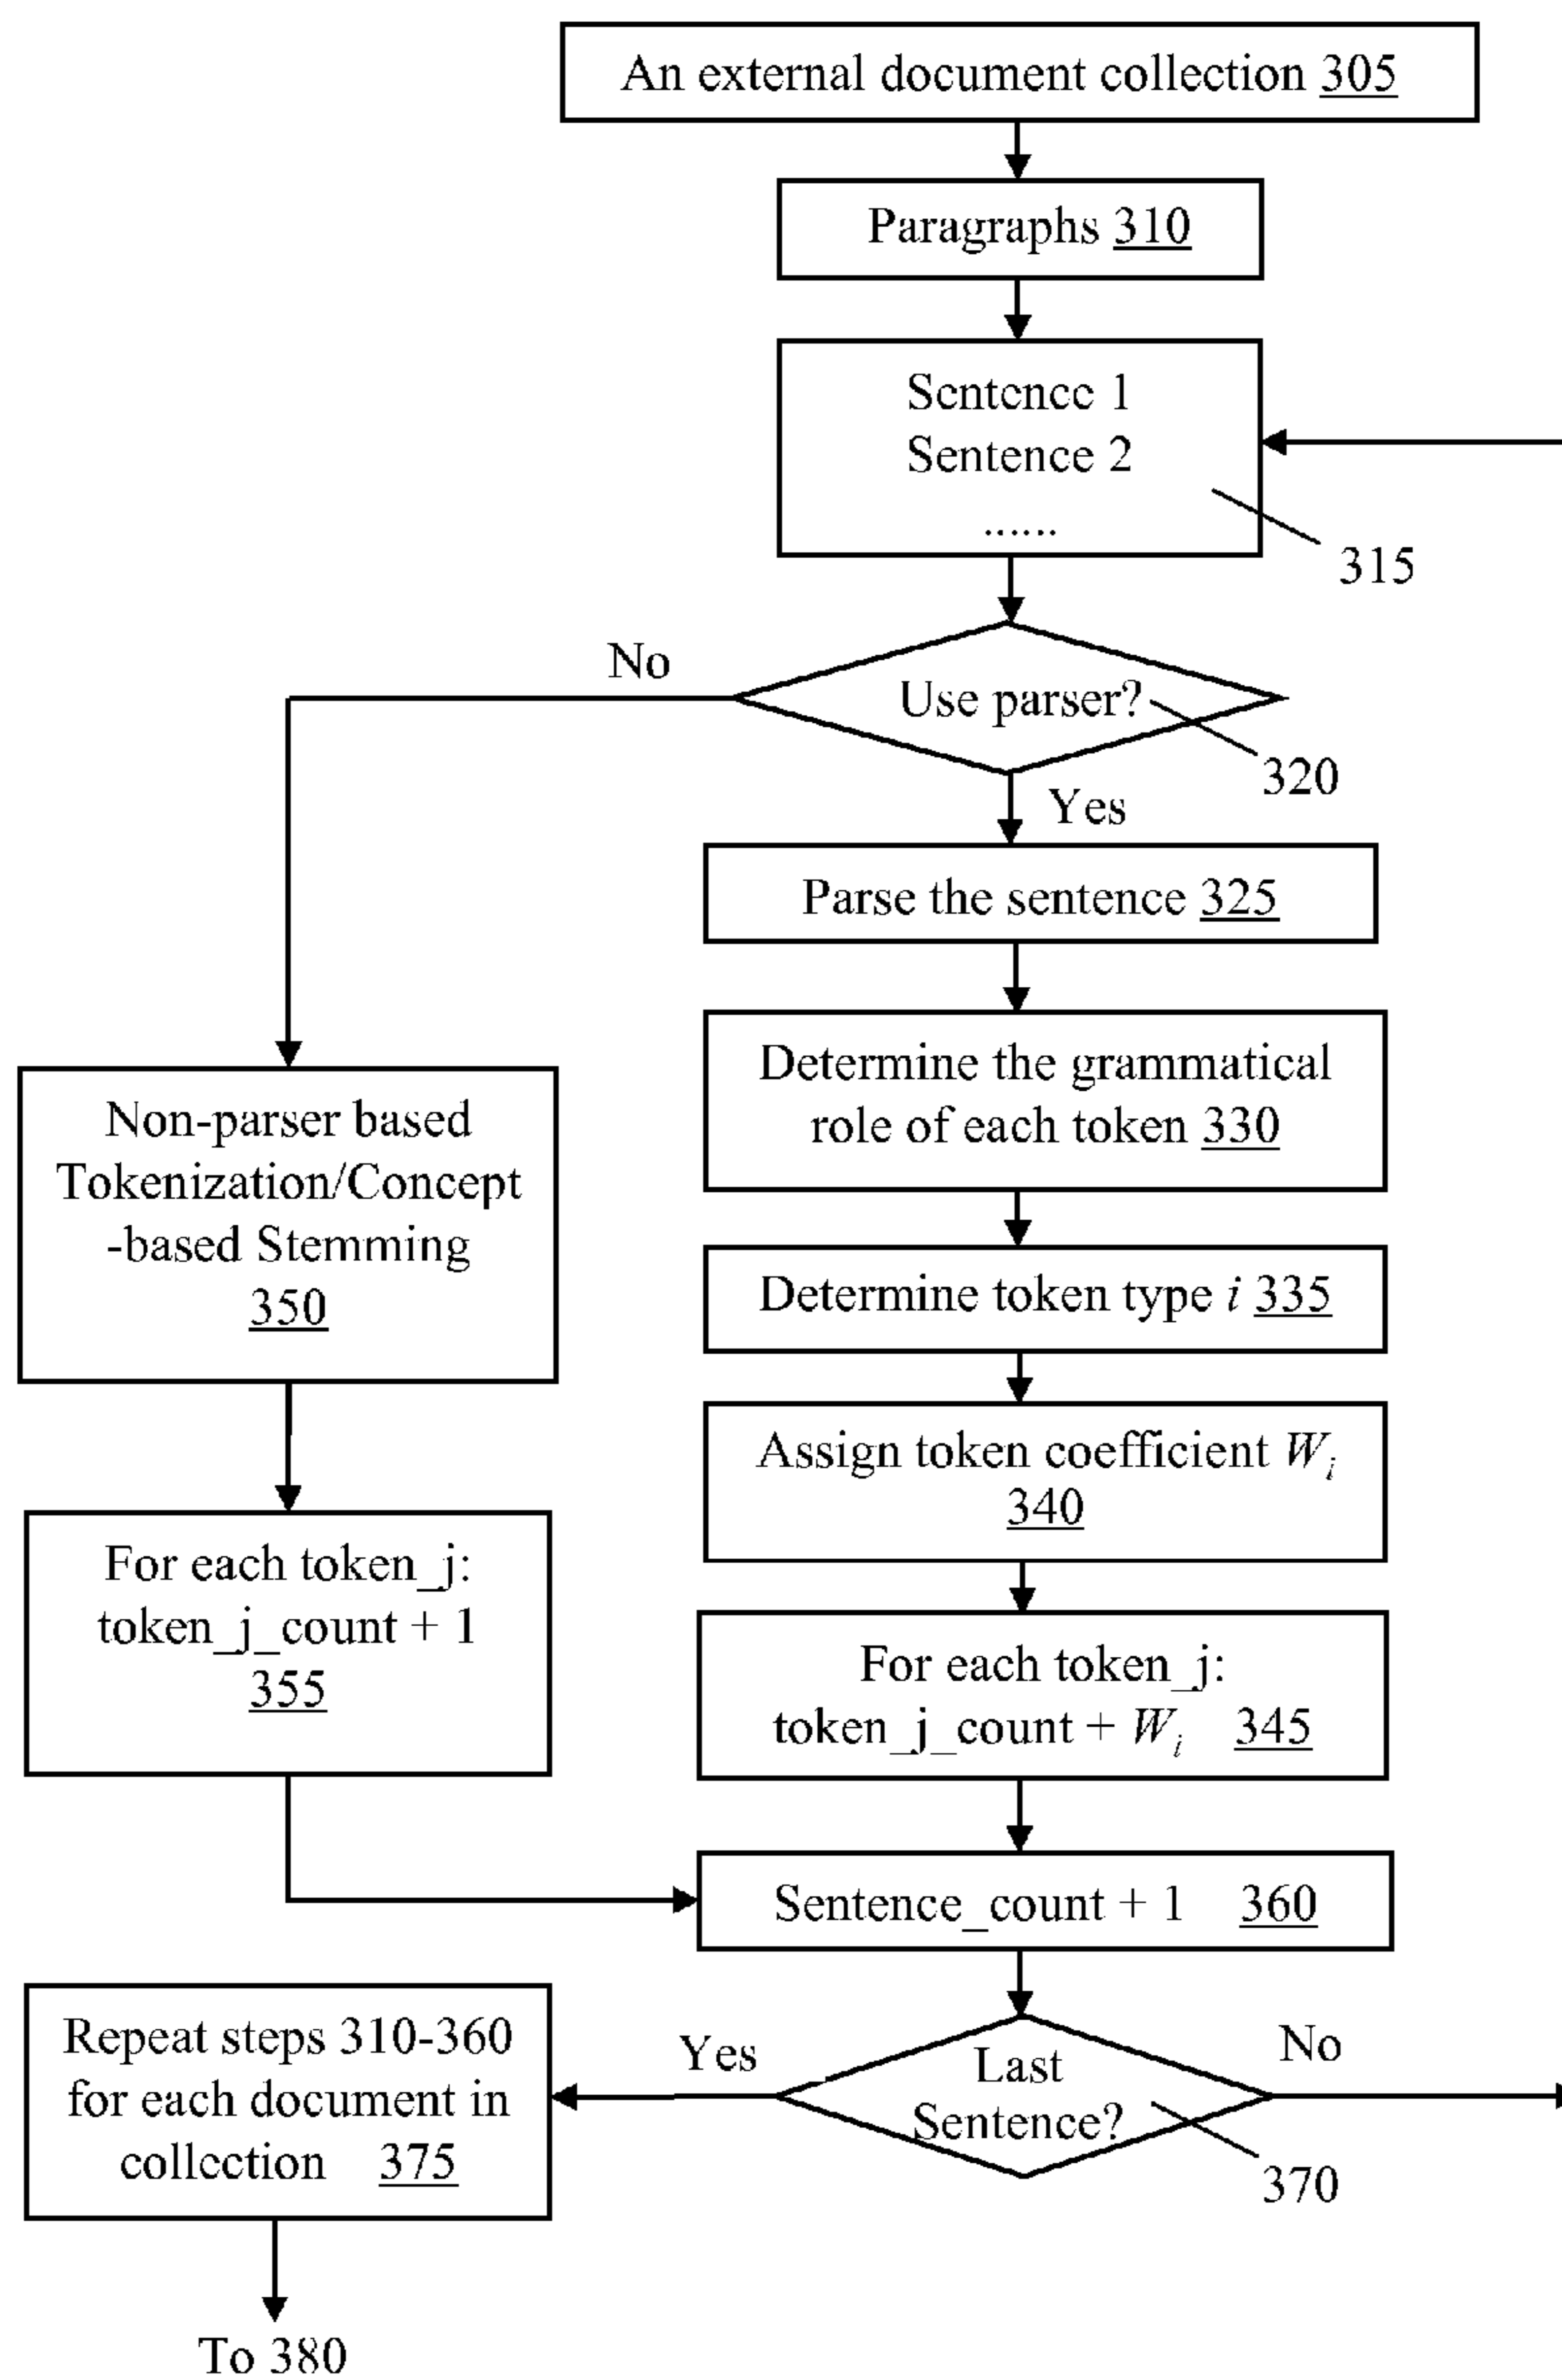 An external document collection 305
Paragraphs 310
Sentence 1
Sentence 2
......
315
No
Use parser?
320
Yes
Parse the sentence 325
Determine the grammatical
role of each token 330
Non-parser based
Tokenization/Concept
-based Stemming
350
Determine token type i 335
Assign token coefficient W_i
340
For each token_j:
token_j_count + 1
355
For each token_j:
token_j_count + W_i 345
Sentence_count + 1 360
Repeat steps 310-360
for each document in
collection 375
Yes
Last
Sentence?
No
370
To 380